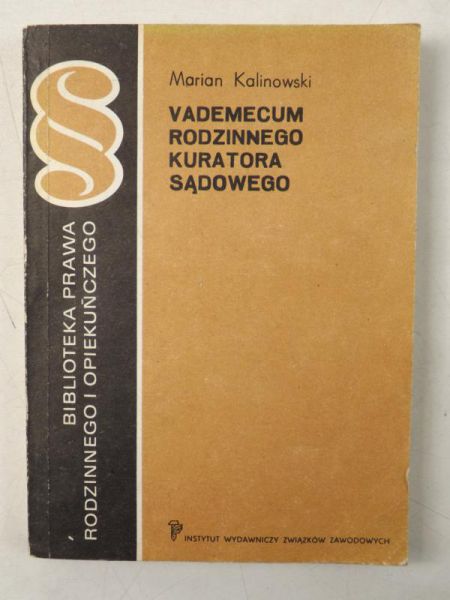 Marian Kalinowski
VADEMECUM
RODZINNEGO
KURATORA
SĄDOWEGO
§
BIBLIOTEKA PRAWA
RODZINNEGO I OPIEKUŃCZEGO
INSTYTUT WYDAWNICZY ZWIĄZKÓW ZAWODOWYCH